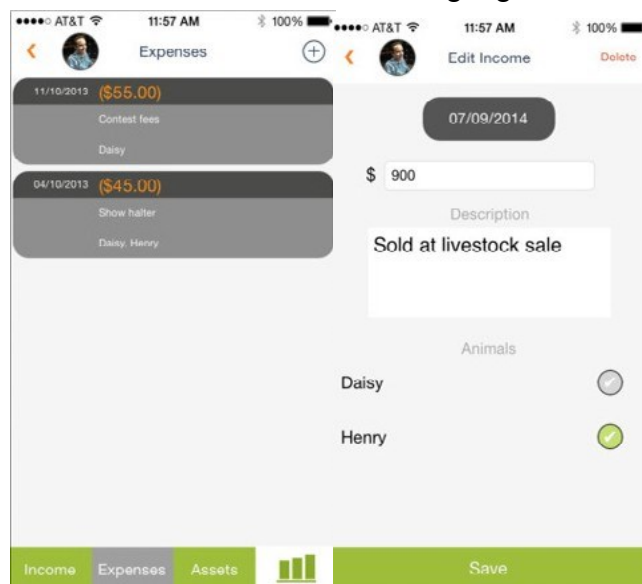 AT&T 11:57 AM 100%
Expenses
11/10/2013 ($55.00)
Contest fees
Daisy
04/10/2013 ($45.00)
Show halter
Daisy, Henry
Income Expenses Assets
AT&T 11:57 AM 100%
Edit Income Delete
07/09/2014
$ 900
Description
Sold at livestock sale
Animals
Daisy
Henry
Save